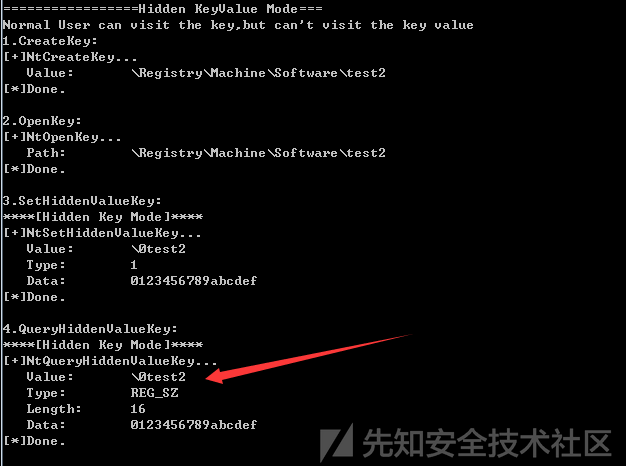 =================Hidden KeyValue Mode===
Normal User can visit the key,but can't visit the key value
1.CreateKey:
[+]NtCreateKey...
   Value:       \Registry\Machine\Software\test2
[*]Done.
2.OpenKey:
[+]NtOpenKey...
   Path:        \Registry\Machine\Software\test2
[*]Done.
3.SetHiddenValueKey:
****[Hidden Key Mode]****
[+]NtSetHiddenValueKey...
   Value:       \0test2
   Type:        1
   Data:        0123456789abcdef
[*]Done.
4.QueryHiddenValueKey:
****[Hidden Key Mode]****
[+]NtQueryHiddenValueKey...
   Value:       \0test2
   Type:        REG_SZ
   Length:      16
   Data:        0123456789abcdef
[*]Done.
先知安全技术社区